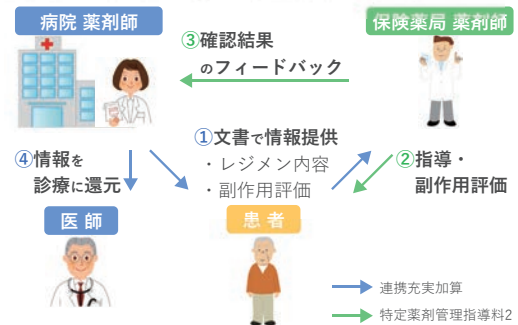 病院 薬剤師
保険薬局 薬剤師
③確認結果
のフィードバック
①文書で情報提供
・レジメン内容
・副作用評価
②指導・
副作用評価
④情報を
診療に還元
医師
患者
連携充実加算
特定薬剤管理指導料2